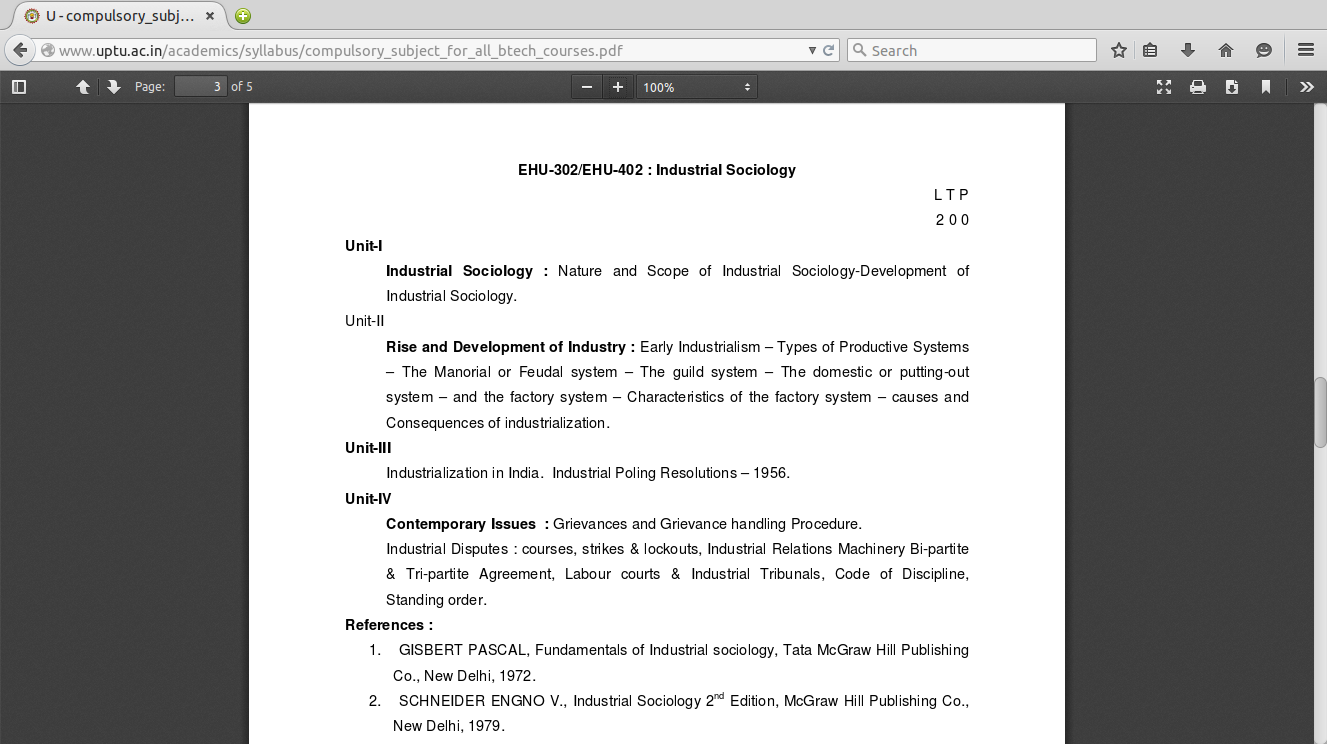 U - compulsory_subj...
www.uptu.ac.in/academics/syllabus/compulsory_subject_for_all_btech_courses.pdf
Search
Page: 3 of 5
100%
EHU-302/EHU-402 : Industrial Sociology
L T P
2 0 0
Unit-I
Industrial Sociology : Nature and Scope of Industrial Sociology-Development of
Industrial Sociology.
Unit-II
Rise and Development of Industry : Early Industrialism – Types of Productive Systems
– The Manorial or Feudal system – The guild system – The domestic or putting-out
system – and the factory system – Characteristics of the factory system – causes and
Consequences of industrialization.
Unit-III
Industrialization in India. Industrial Poling Resolutions – 1956.
Unit-IV
Contemporary Issues : Grievances and Grievance handling Procedure.
Industrial Disputes : courses, strikes & lockouts, Industrial Relations Machinery Bi-partite
& Tri-partite Agreement, Labour courts & Industrial Tribunals, Code of Discipline,
Standing order.
References :
1. GISBERT PASCAL, Fundamentals of Industrial sociology, Tata McGraw Hill Publishing
Co., New Delhi, 1972.
2. SCHNEIDER ENGNO V., Industrial Sociology 2nd Edition, McGraw Hill Publishing Co.,
New Delhi, 1979.